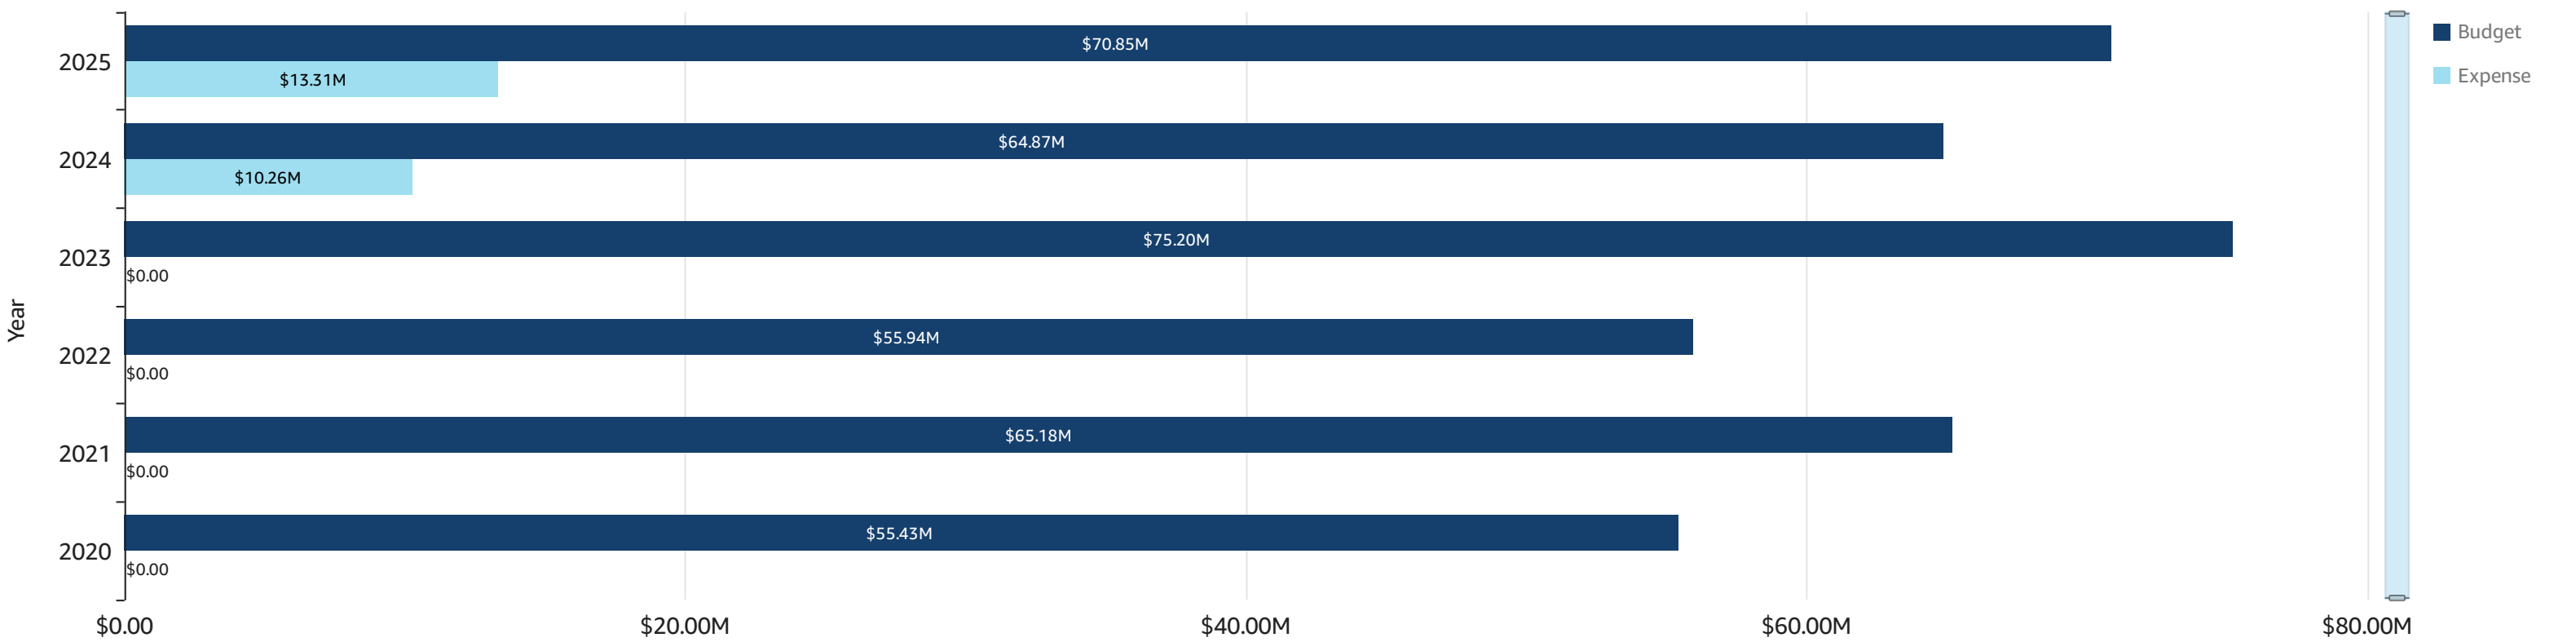 Budget
Expense
Year
2025
$70.85M
$13.31M
2024
$64.87M
$10.26M
2023
$75.20M
$0.00
2022
$55.94M
$0.00
2021
$65.18M
$0.00
2020
$55.43M
$0.00
$0.00 $20.00M $40.00M $60.00M $80.00M